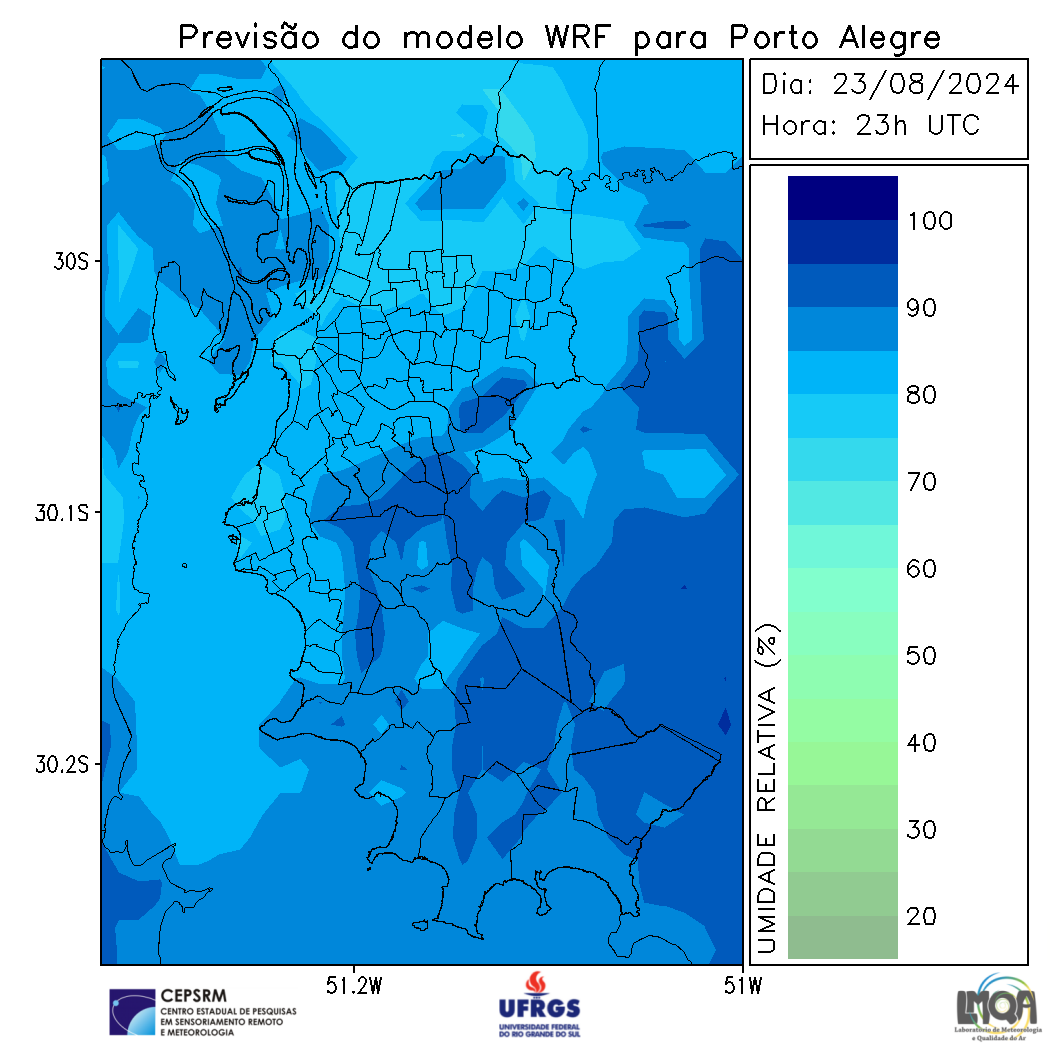 Previsão do modelo WRF para Porto Alegre
Dia: 23/08/2024
Hora: 23h UTC
100
90
80
70
60
50
40
30
20
UMIDADE RELATIVA (%)
30S
30.1S
30.2S
51.2W
51W
CEPSRM
CENTRO ESTADUAL DE PESQUISAS
EM SENSORIAMENTO REMOTO
E METEOROLOGIA
UFRGS
UNIVERSIDADE FEDERAL
DO RIO GRANDE DO SUL
LMQA
Laboratório de Meteorologia
e Qualidade do Ar